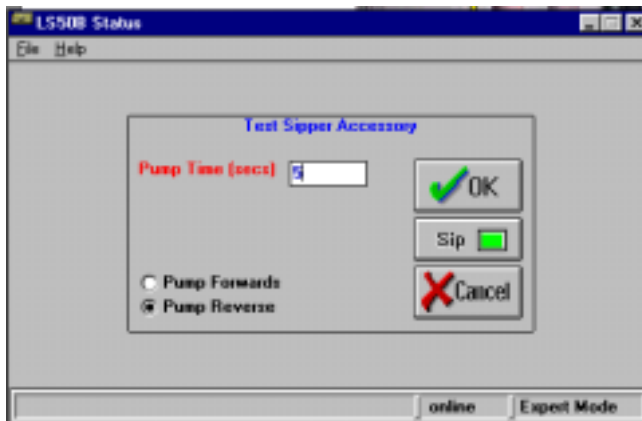 LS50B Status
File Help
Test Sipper Accessory
Pump Time (secs) 5
OK
Sip
Pump Forwards
Cancel
Pump Reverse
online Expert Mode